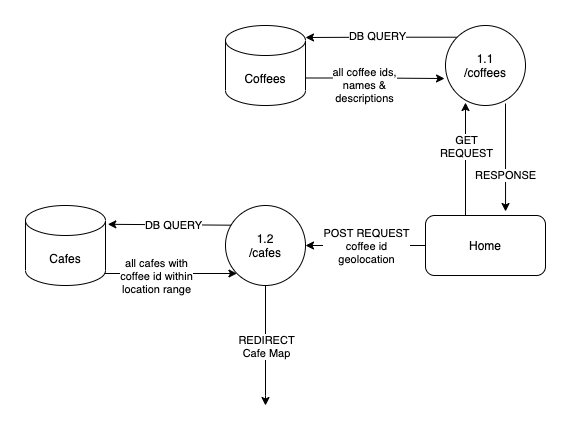 DB QUERY
1.1
/coffees
Coffees
all coffee ids,
names &
descriptions
GET
REQUEST
RESPONSE
DB QUERY
1.2
/cafes
POST REQUEST
coffee id
geolocation
Home
Cafes
all cafes with
coffee id within
location range
REDIRECT
Cafe Map